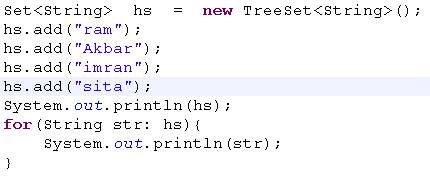 Set<String> hs = new TreeSet<String>();
hs.add("ram");
hs.add("Akbar");
hs.add("imran");
hs.add("sita");
System.out.println(hs);
for(String str: hs){
    System.out.println(str);
}